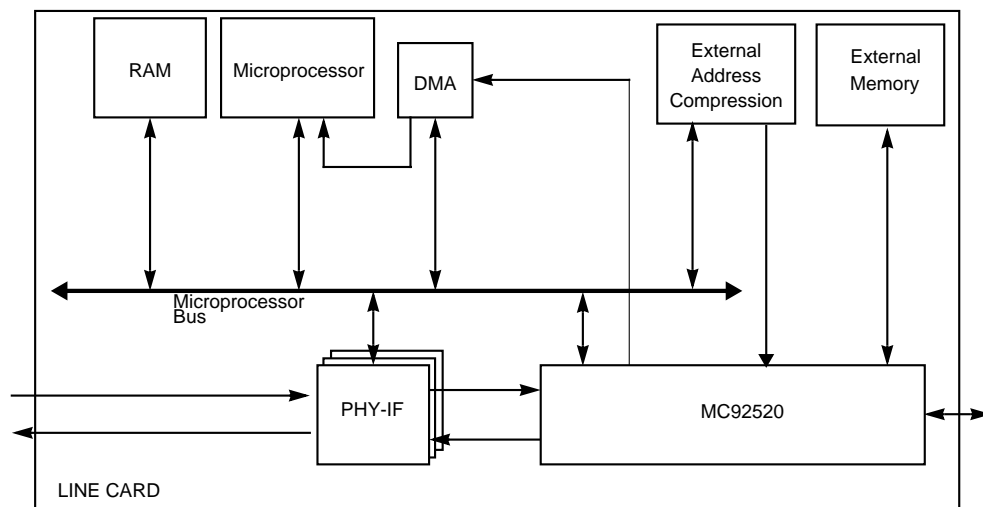 RAM
Microprocessor
DMA
External
Address
Compression
External
Memory
Microprocessor
Bus
PHY-IF
MC92520
LINE CARD